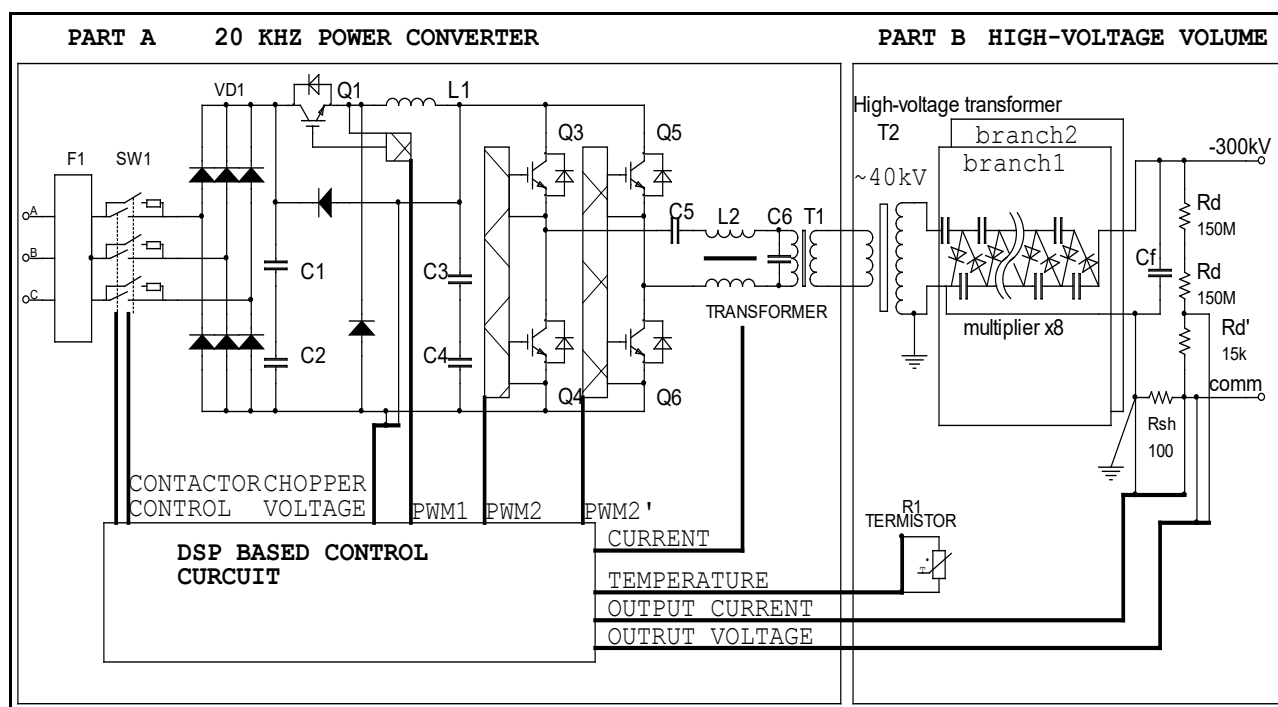 PART A 20 KHZ POWER CONVERTER
PART B HIGH-VOLTAGE VOLUME
F1
SW1
VD1
Q1
L1
Q3
Q5
High-voltage transformer
T2
branch2
branch1
-300kV
~40kV
A
B
C
C1
C2
C3
C4
C5
L2
C6
T1
TRANSFORMER
Q4
Q6
Rd
150M
Cf
Rd
150M
multiplier x8
Rd'
15k
comm
Rsh
100
CONTACTOR
CONTROL
CHOPPER
VOLTAGE
PWM1
PWM2
PWM2'
R1
TERMISTOR
T
DSP BASED CONTROL
CURCUIT
CURRENT
TEMPERATURE
OUTPUT CURRENT
OUTRUT VOLTAGE